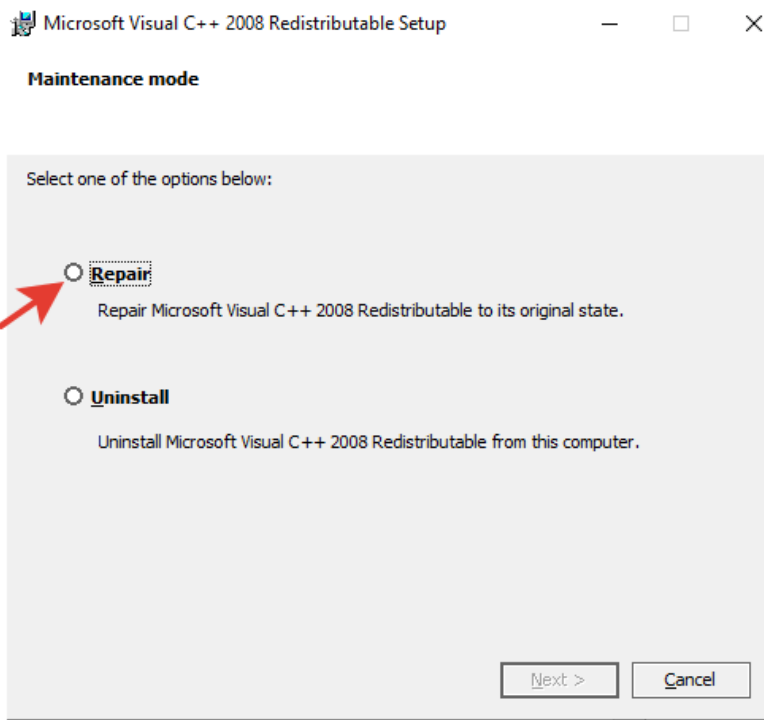 Microsoft Visual C++ 2008 Redistributable Setup
Maintenance mode
Select one of the options below:
Repair
Repair Microsoft Visual C++ 2008 Redistributable to its original state.
Uninstall
Uninstall Microsoft Visual C++ 2008 Redistributable from this computer.
Next >
Cancel